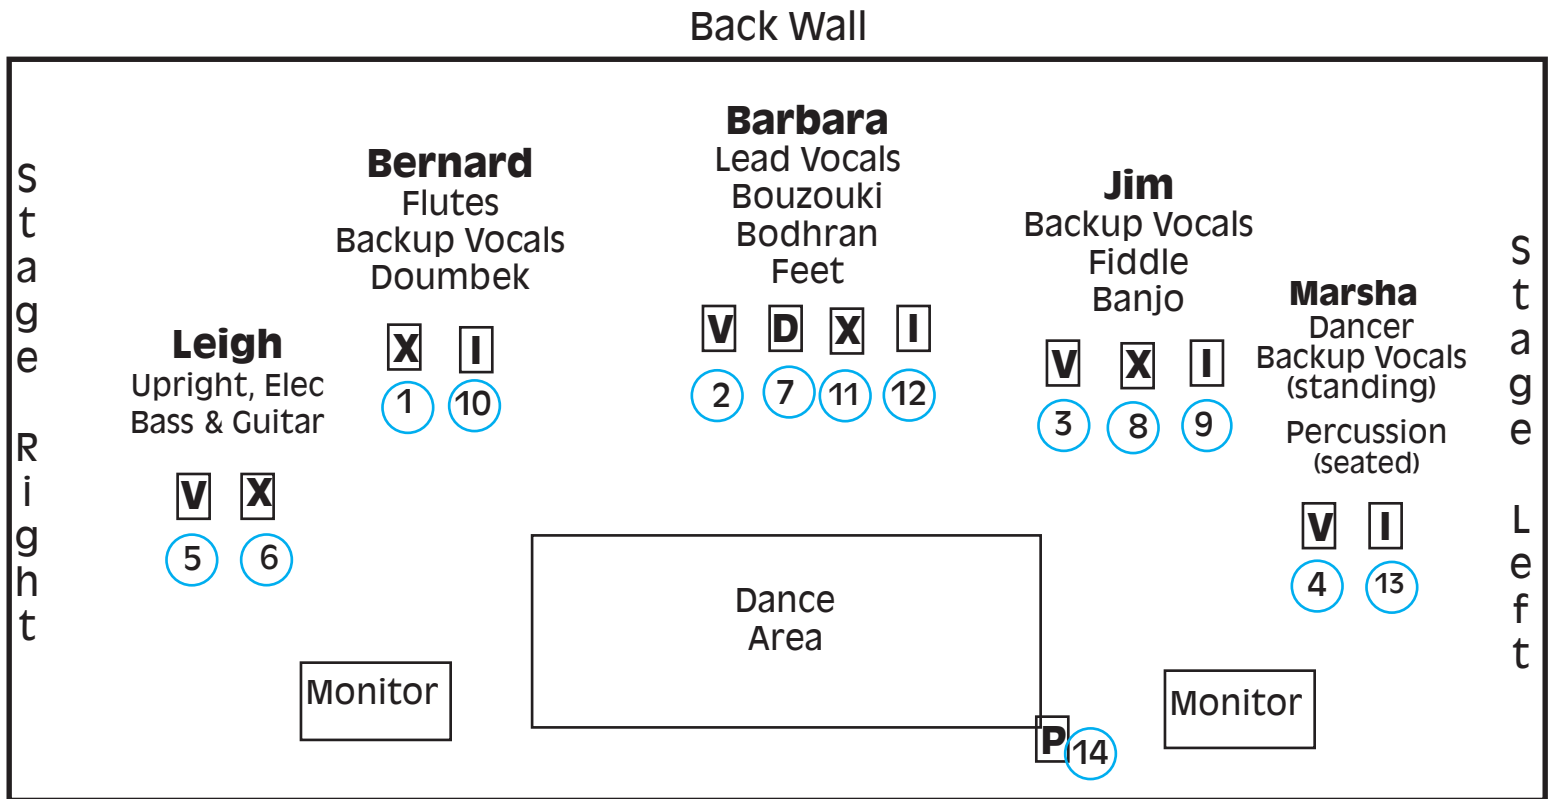 Back Wall
Stage Right
Leigh
Upright, Elec
Bass & Guitar
V X
5 6
Bernard
Flutes
Backup Vocals
Doumbek
X I
1 10
Barbara
Lead Vocals
Bouzouki
Bodhran
Feet
V D X I
2 7 11 12
Jim
Backup Vocals
Fiddle
Banjo
V X I
3 8 9
Marsha
Dancer
Backup Vocals
(standing)
Percussion
(seated)
V I
4 13
Stage Left
Monitor
Dance
Area
P 14
Monitor